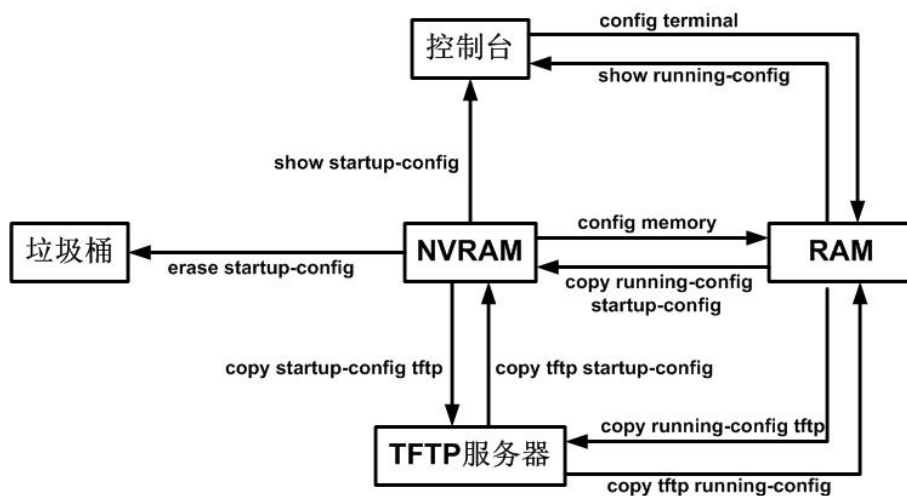 config terminal
控制台
show running-config
show startup-config
config memory
垃圾桶
NVRAM
RAM
erase startup-config
copy running-config
startup-config
copy startup-config tftp
copy tftp startup-config
copy running-config tftp
TFTP服务器
copy tftp running-config